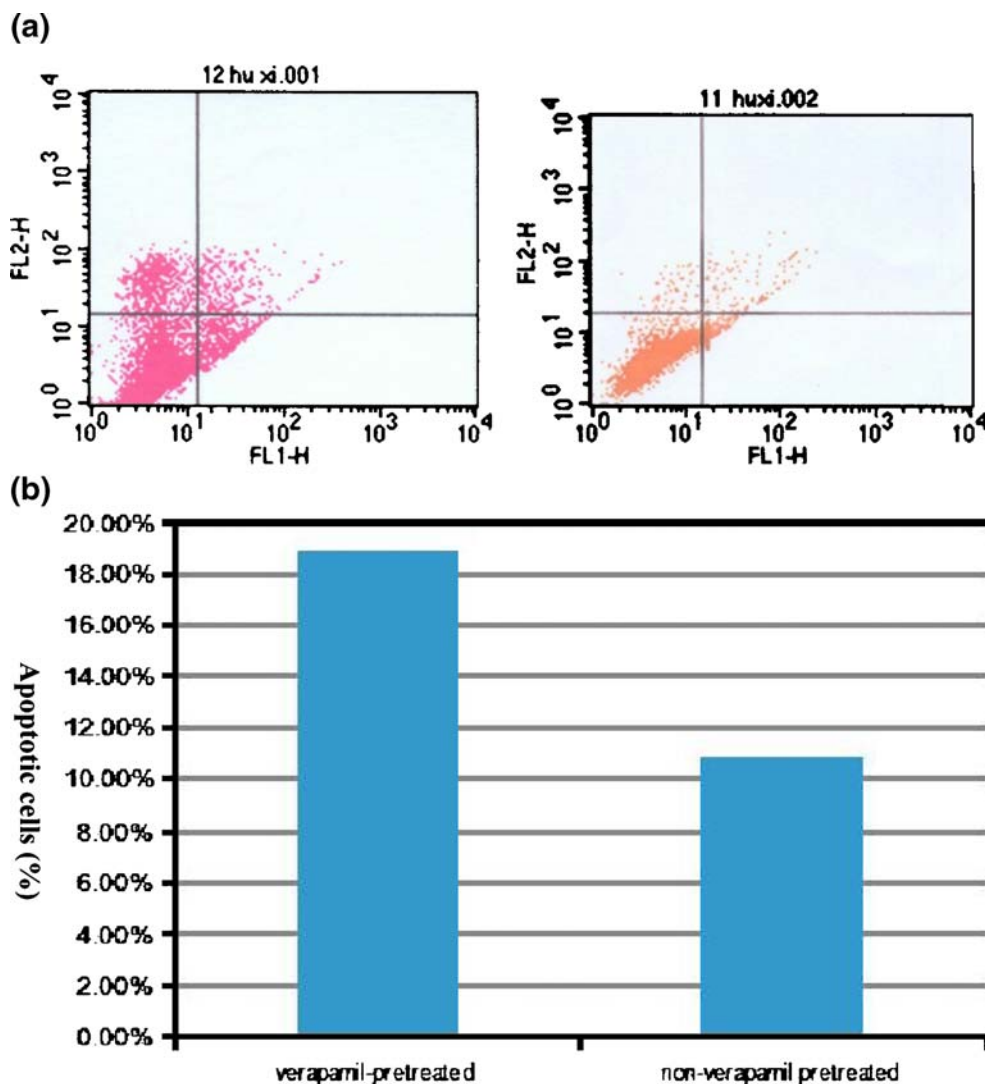 (a)
12 hu xi.001
11 huxi.002
FL2-H
10^0 10^1 10^2 10^3 10^4
10^0 10^1 10^2 10^3 10^4
FL1-H
FL2-H
10^0 10^1 10^2 10^3 10^4
10^0 10^1 10^2 10^3 10^4
FL1-H
(b)
Apoptotic cells (%)
20.00%
18.00%
16.00%
14.00%
12.00%
10.00%
8.00%
6.00%
4.00%
2.00%
0.00%
verapamil-pretreated
non-verapamil pretreated